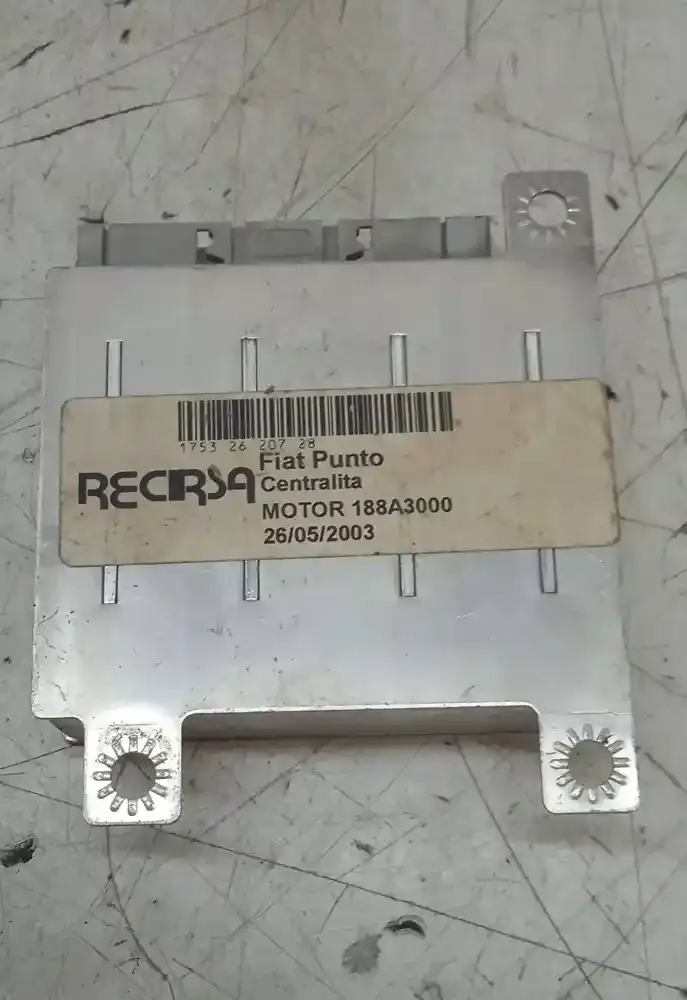 1753 26 207 28
RECIRSA
Fiat Punto
Centralita
MOTOR 188A3000
26/05/2003